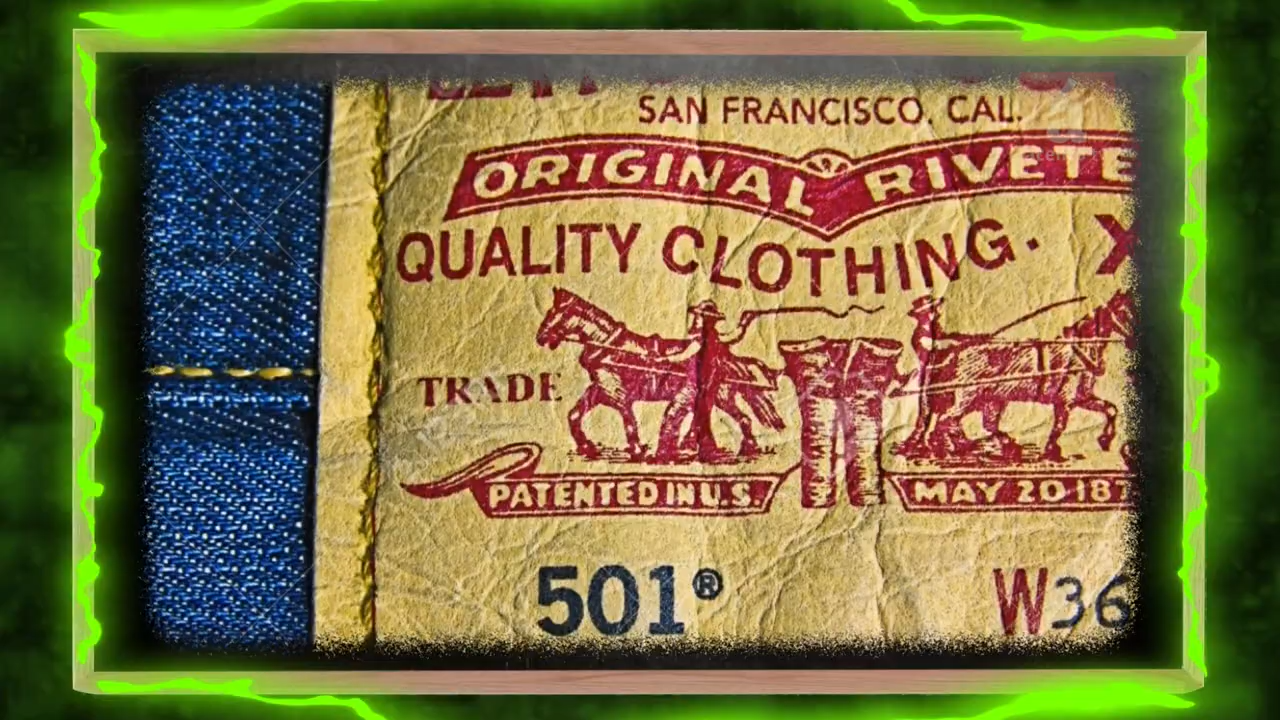 SAN FRANCISCO, CAL.
ORIGINAL RIVETE
QUALITY CLOTHING. X
TRADE
PATENTED IN U.S.
MAY 20 187
501®
W36